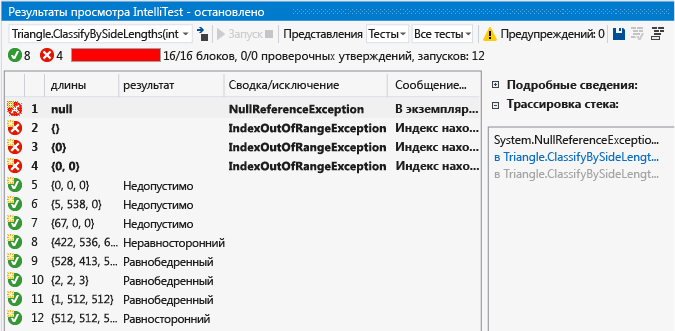 Результаты просмотра IntelliTest - остановлено
Triangle.ClassifyBySideLengths(int Запуск Представления Тесты Все тесты Предупреждений: 0
8 4 16/16 блоков, 0/0 проверочных утверждений, запусков: 12
длины результат Сводка/исключение Сообщение...
1 null NullReferenceException В экземпляр...
2 {} IndexOutOfRangeException Индекс нахо...
3 {0} IndexOutOfRangeException Индекс нахо...
4 {0, 0} IndexOutOfRangeException Индекс нахо...
5 {0, 0, 0} Недопустимо
6 {5, 538, 0} Недопустимо
7 {67, 0, 0} Недопустимо
8 {422, 536, 6... Неравносторонний
9 {528, 413, 5... Равнобедренный
10 {2, 2, 3} Равнобедренный
11 {1, 512, 512} Равнобедренный
12 {512, 512, 5... Равносторонний
Подробные сведения:
Трассировка стека:
System.NullReferenceExceptio...
в Triangle.ClassifyBySideLengt...
в Triangle.ClassifyBySideLengt...